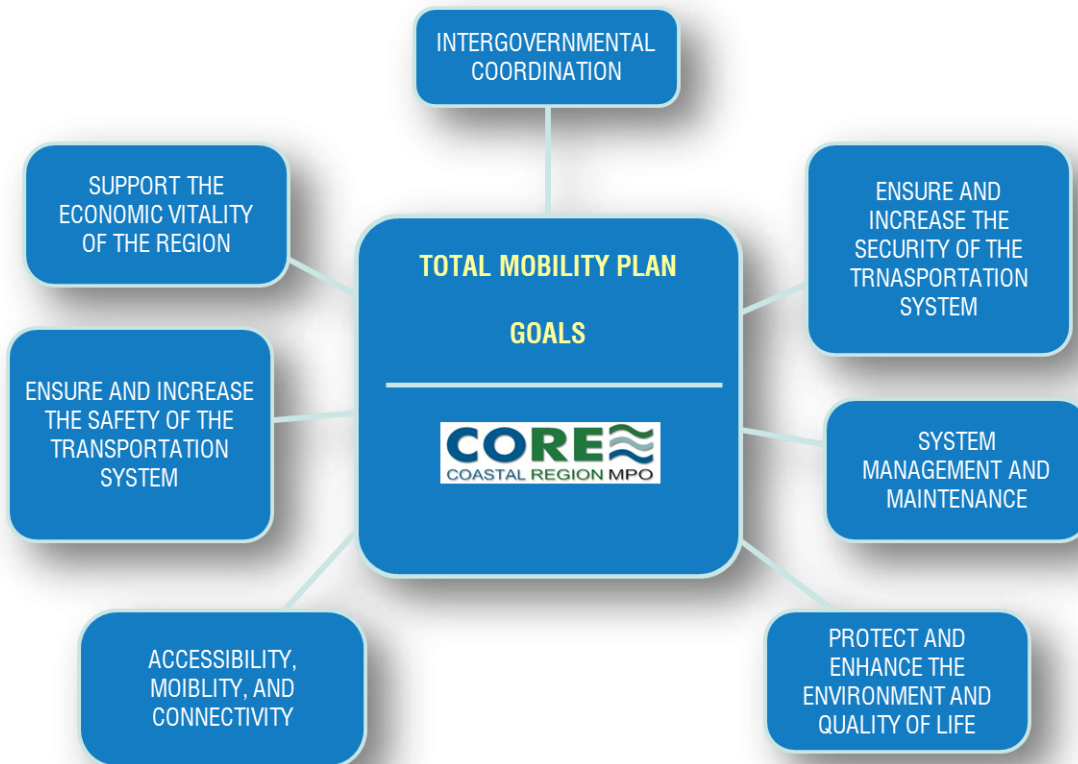 INTERGOVERNMENTAL
COORDINATION
SUPPORT THE
ECONOMIC VITALITY
OF THE REGION
ENSURE AND
INCREASE THE
SECURITY OF THE
TRNASPORTATION
SYSTEM
TOTAL MOBILITY PLAN
GOALS
CORE
COASTAL REGION MPO
ENSURE AND INCREASE
THE SAFETY OF THE
TRANSPORTATION
SYSTEM
SYSTEM
MANAGEMENT AND
MAINTENANCE
ACCESSIBILITY,
MOIBLITY, AND
CONNECTIVITY
PROTECT AND
ENHANCE THE
ENVIRONMENT AND
QUALITY OF LIFE